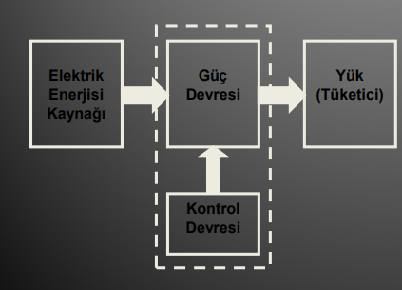 Elektrik
Enerjisi
Kaynağı
Güç
Devresi
Yük
(Tüketici)
Kontrol
Devresi